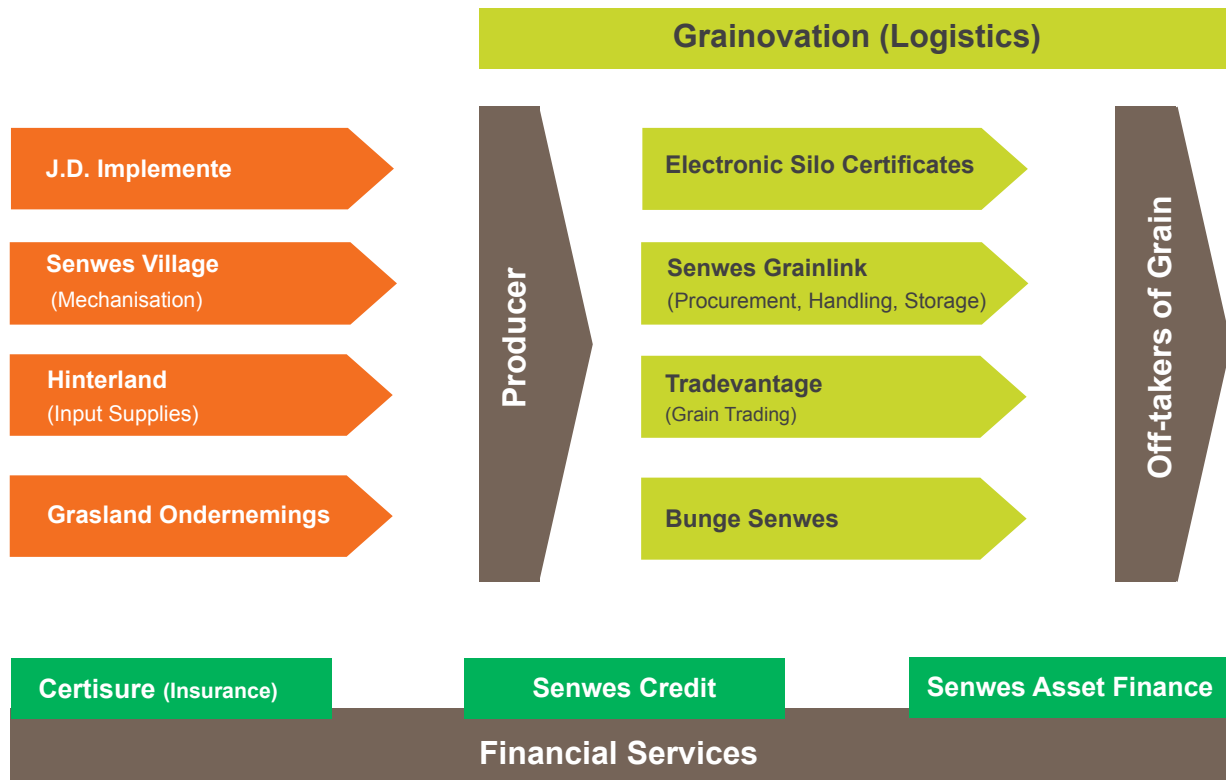 Grainovation (Logistics)
J.D. Implemente
Senwes Village
(Mechanisation)
Hinterland
(Input Supplies)
Grasland Ondernemings
Producer
Electronic Silo Certificates
Senwes Grainlink
(Procurement, Handling, Storage)
Tradevantage
(Grain Trading)
Bunge Senwes
Off-takers of Grain
Certisure (Insurance)
Senwes Credit
Senwes Asset Finance
Financial Services